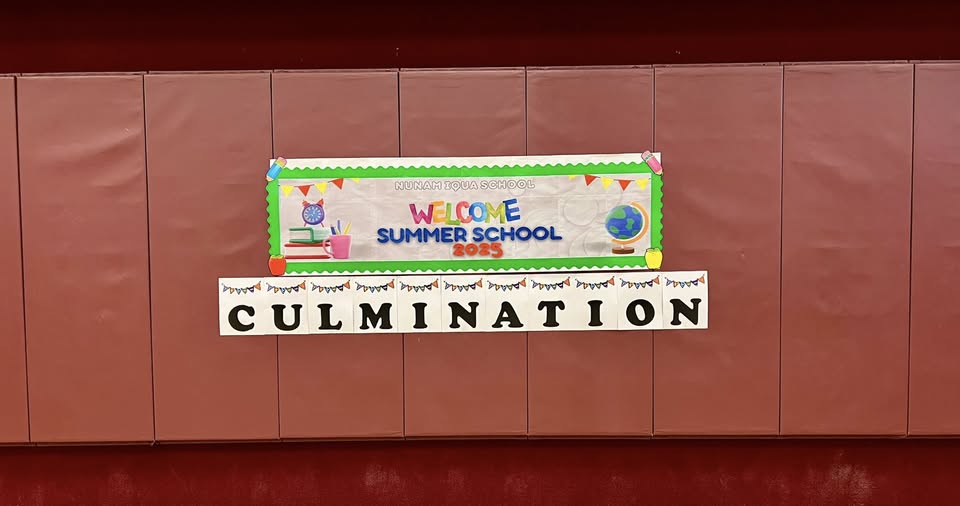 NUNAM IQUA SCHOOL
WELCOME
SUMMER SCHOOL
2025
CULMINATION